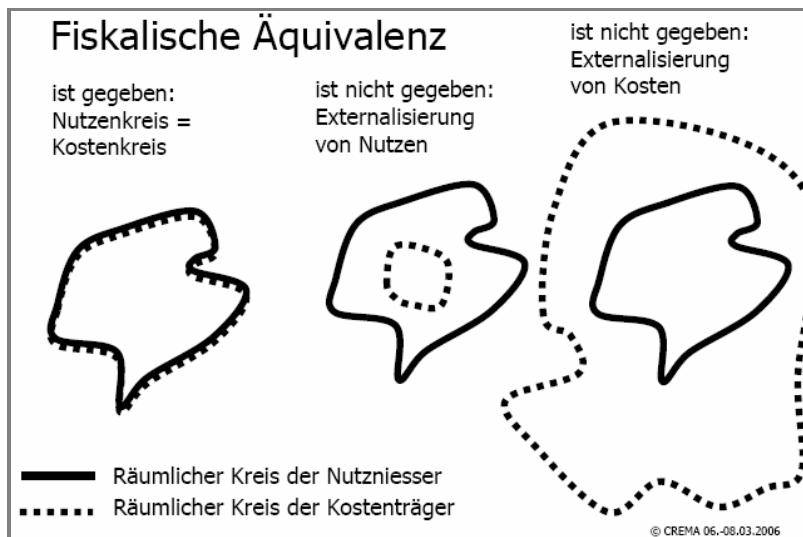 Fiskalische Äquivalenz
ist gegeben:
Nutzenkreis =
Kostenkreis
ist nicht gegeben:
Externalisierung
von Nutzen
ist nicht gegeben:
Externalisierung
von Kosten
Räumlicher Kreis der Nutzniesser
Räumlicher Kreis der Kostenträger
© CREMA 06.-08.03.2006